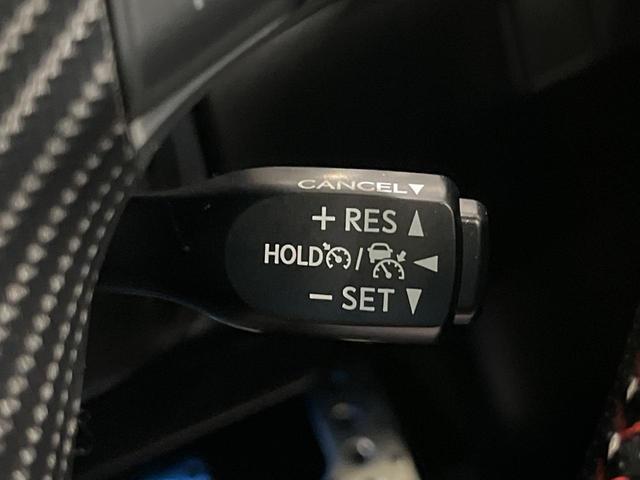 CANCEL▼
+ RES ▲
HOLD / ◀
− SET ▼